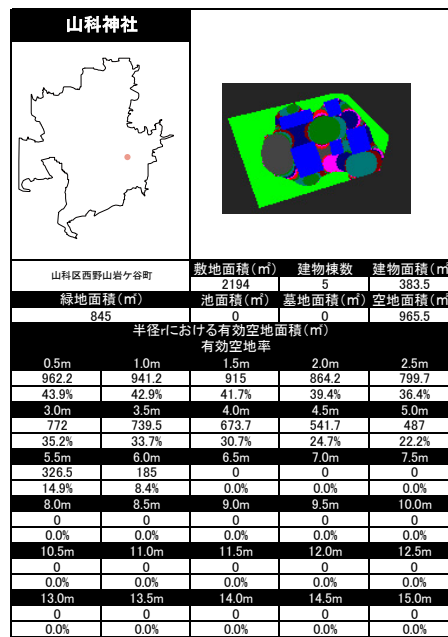 山科神社
山科区西野山岩ケ谷町 敷地面積(㎡) 建物棟数 建物面積(㎡
2194 5 383.5
緑地面積(㎡) 池面積(㎡) 墓地面積(㎡) 空地面積(㎡
845 0 0 965.5
半径rにおける有効空地面積(㎡)
有効空地率
0.5m 1.0m 1.5m 2.0m 2.5m
962.2 941.2 915 864.2 799.7
43.9% 42.9% 41.7% 39.4% 36.4%
3.0m 3.5m 4.0m 4.5m 5.0m
772 739.5 673.7 541.7 487
35.2% 33.7% 30.7% 24.7% 22.2%
5.5m 6.0m 6.5m 7.0m 7.5m
326.5 185 0 0 0
14.9% 8.4% 0.0% 0.0% 0.0%
8.0m 8.5m 9.0m 9.5m 10.0m
0 0 0 0 0
0.0% 0.0% 0.0% 0.0% 0.0%
10.5m 11.0m 11.5m 12.0m 12.5m
0 0 0 0 0
0.0% 0.0% 0.0% 0.0% 0.0%
13.0m 13.5m 14.0m 14.5m 15.0m
0 0 0 0 0
0.0% 0.0% 0.0% 0.0% 0.0%